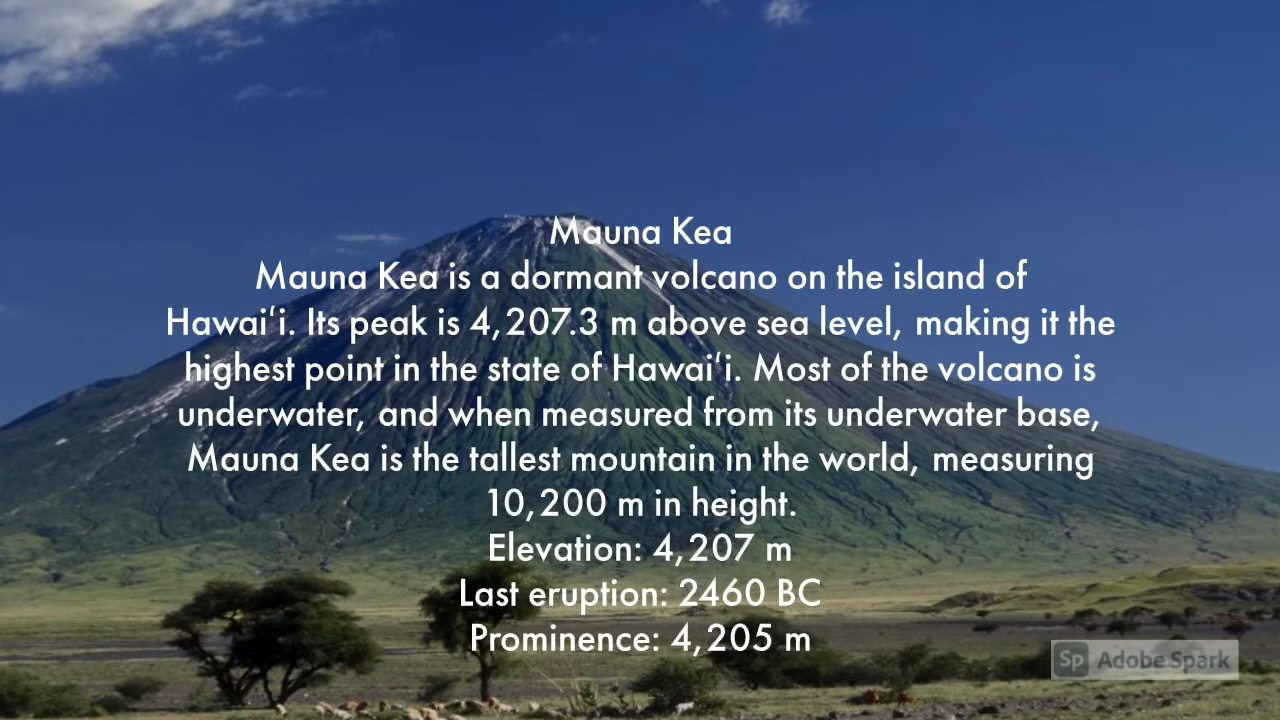 Mauna Kea
Mauna Kea is a dormant volcano on the island of
Hawaiʻi. Its peak is 4,207.3 m above sea level, making it the
highest point in the state of Hawaiʻi. Most of the volcano is
underwater, and when measured from its underwater base,
Mauna Kea is the tallest mountain in the world, measuring
10,200 m in height.
Elevation: 4,207 m
Last eruption: 2460 BC
Prominence: 4,205 m
Sp Adobe Spark